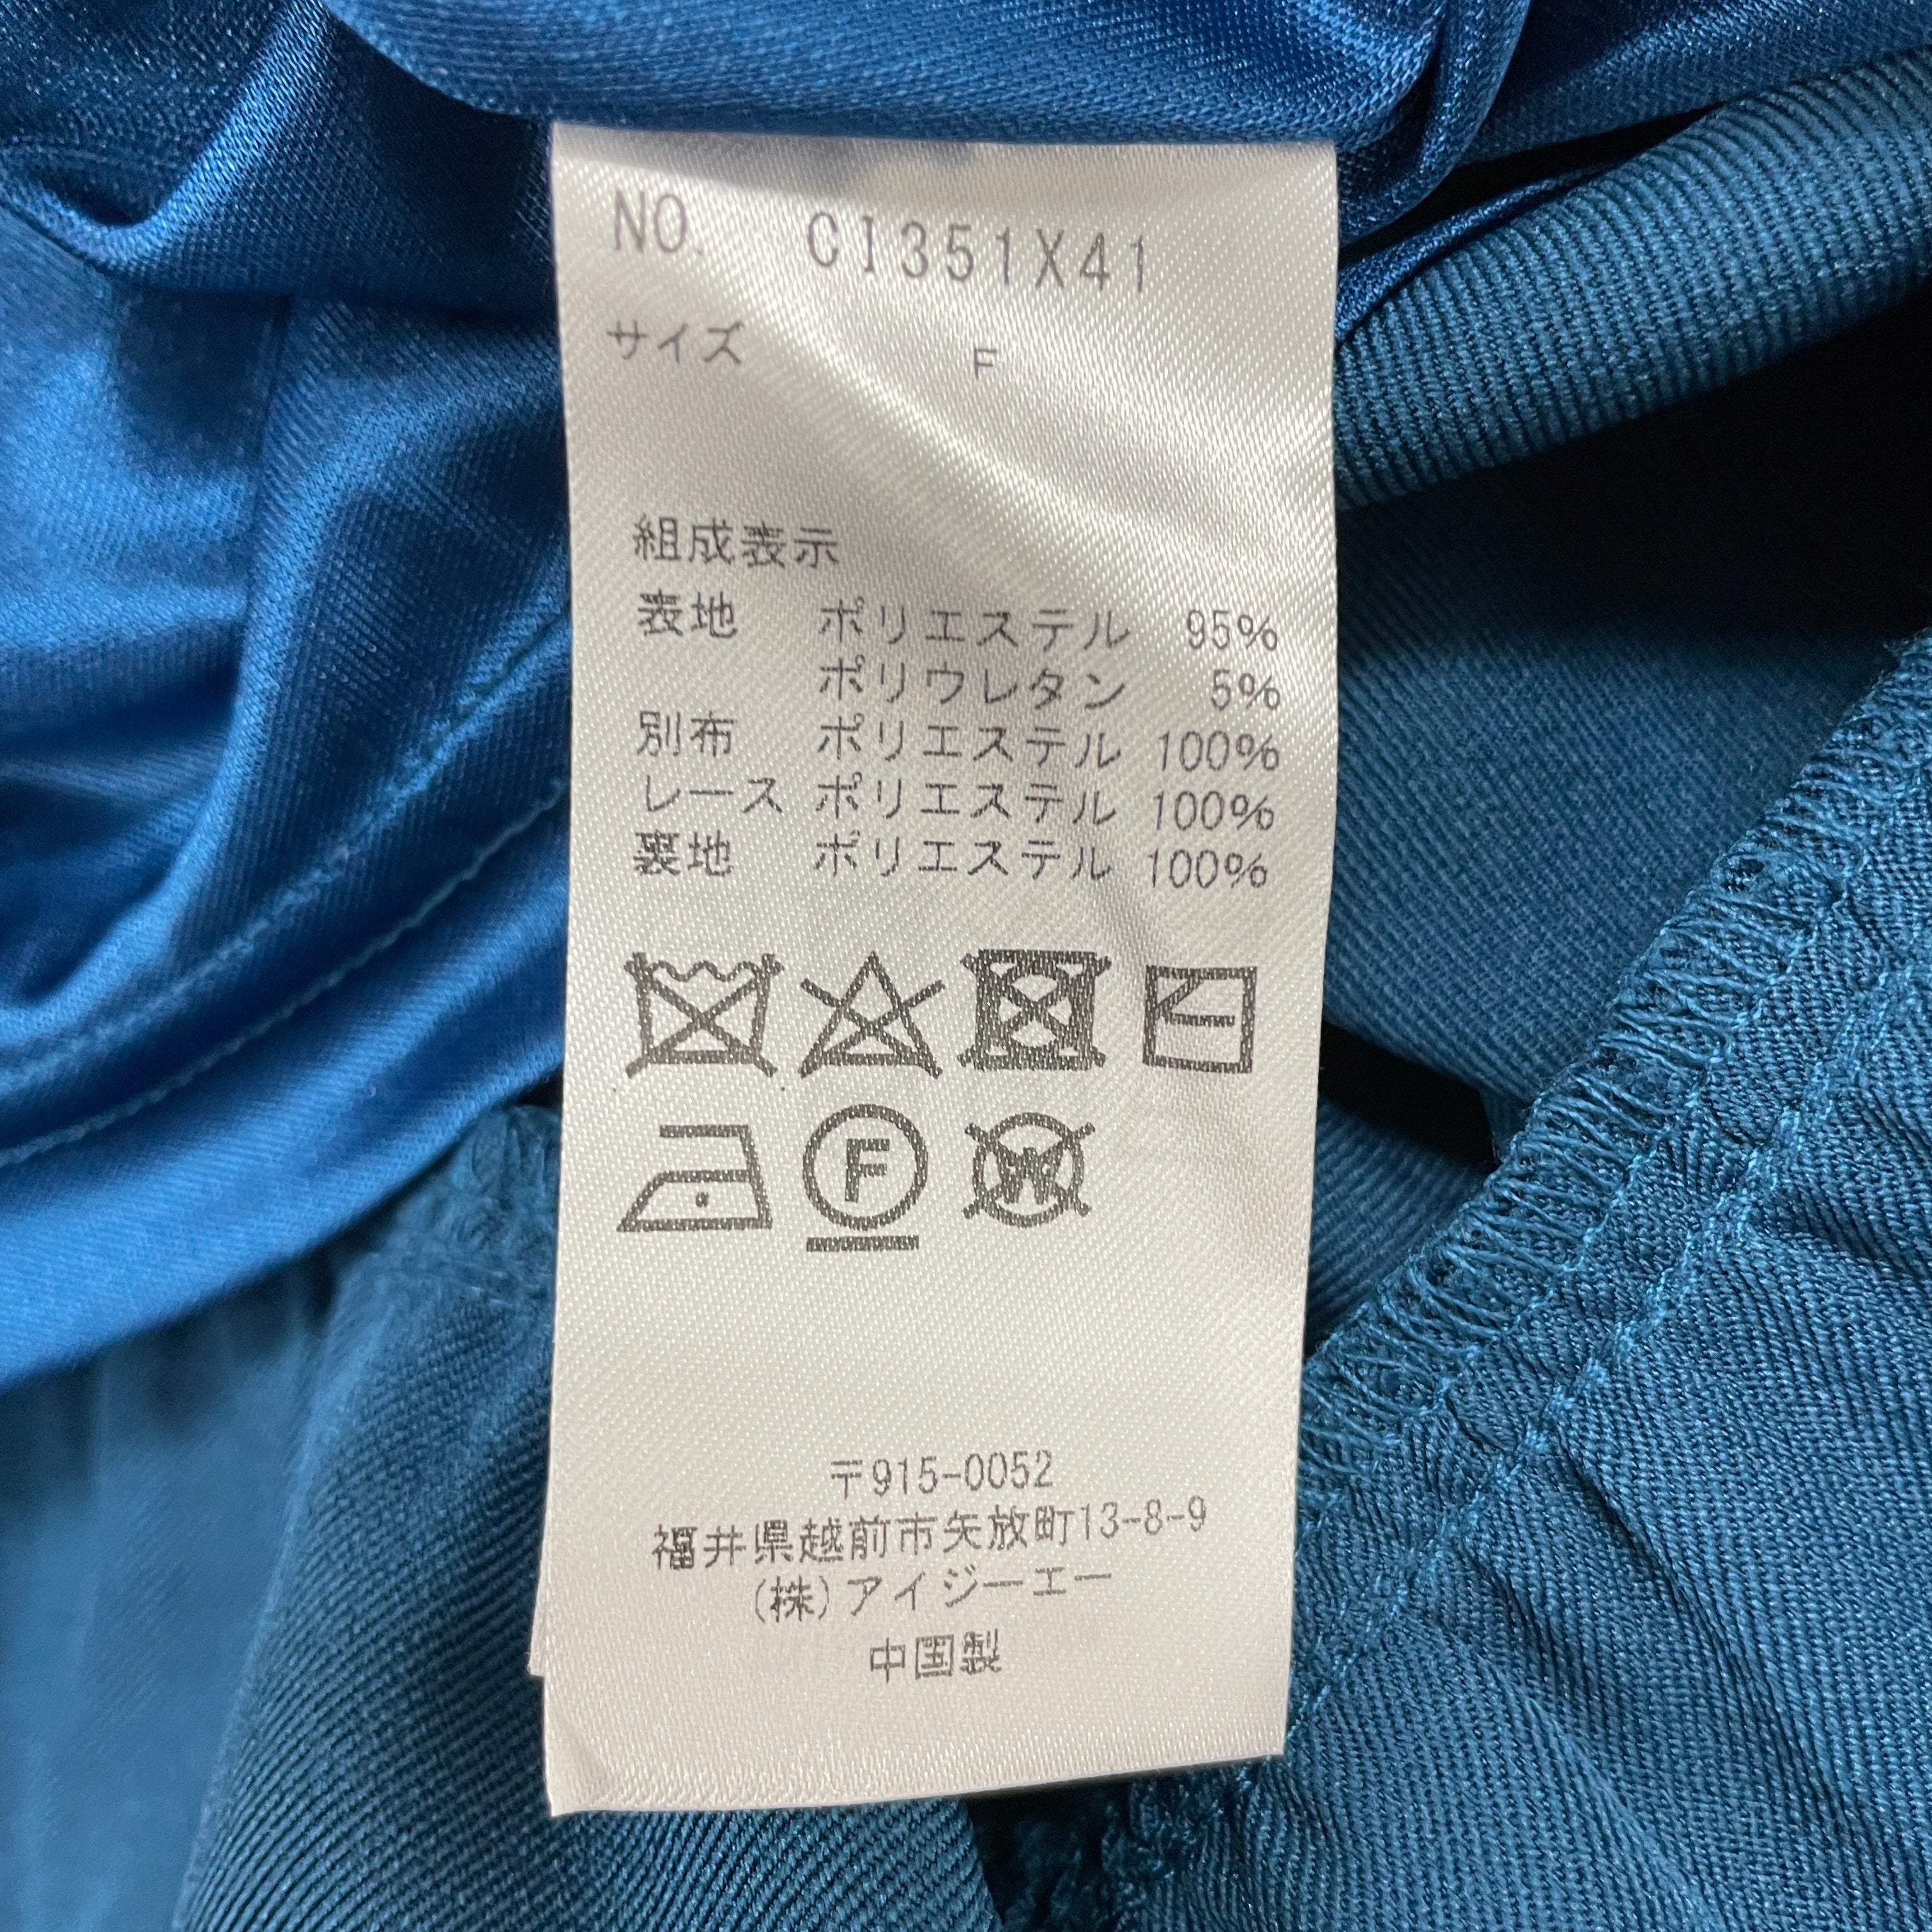 NO. CI351X41
サイズ F
組成表示
表地 ポリエステル 95%
ポリウレタン 5%
別布 ポリエステル 100%
レース ポリエステル 100%
裏地 ポリエステル 100%
F W
〒915-0052
福井県越前市矢放町13-8-9
(株)アイジーエー
中国製